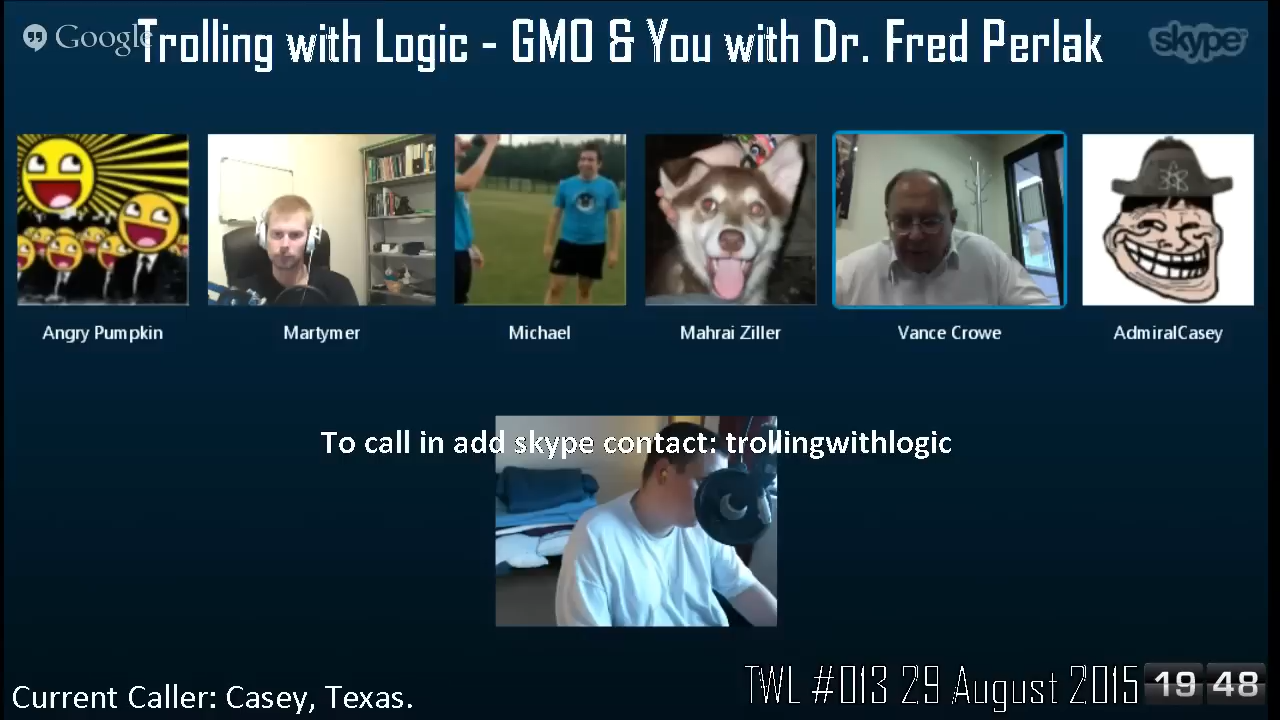 Google
Trolling with Logic - GMO & You with Dr. Fred Perlak
skype
Angry Pumpkin
Martymer
Michael
Mahrai Ziller
Vance Crowe
AdmiralCasey
To call in add skype contact: trollingwithlogic
Current Caller: Casey, Texas.
TWL #013 29 August 2015 19 48